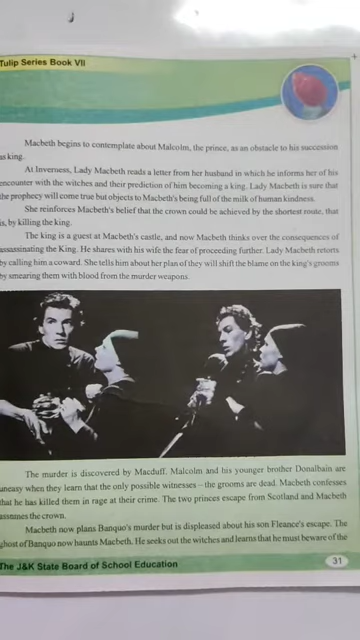 Tulip Series Book VII
Macbeth begins to contemplate about Malcolm, the prince, as an obstacle to his succession
as king.
At Inverness, Lady Macbeth reads a letter from her husband in which he informs her of his
encounter with the witches and their prediction of him becoming a king. Lady Macbeth is sure that
the prophecy will come true but objects to Macbeth's being full of the milk of human kindness.
She reinforces Macbeth's belief that the crown could be achieved by the shortest route, that
is, by killing the king.
The king is a guest at Macbeth's castle, and now Macbeth thinks over the consequences of
assassinating the King. He shares with his wife the fear of proceeding further. Lady Macbeth retorts
by calling him a coward. She tells him about her plan of they will shift the blame on the king's grooms
by smearing them with blood from the murder weapons.
The murder is discovered by Macduff. Malcolm and his younger brother Donalbain are
uneasy when they learn that the only possible witnesses – the grooms are dead. Macbeth confesses
that he has killed them in rage at their crime. The two princes escape from Scotland and Macbeth
assumes the crown.
Macbeth now plans Banquo's murder but is displeased about his son Fleance's escape. The
ghost of Banquo now haunts Macbeth. He seeks out the witches and learns that he must beware of the
The J&K State Board of School Education
31